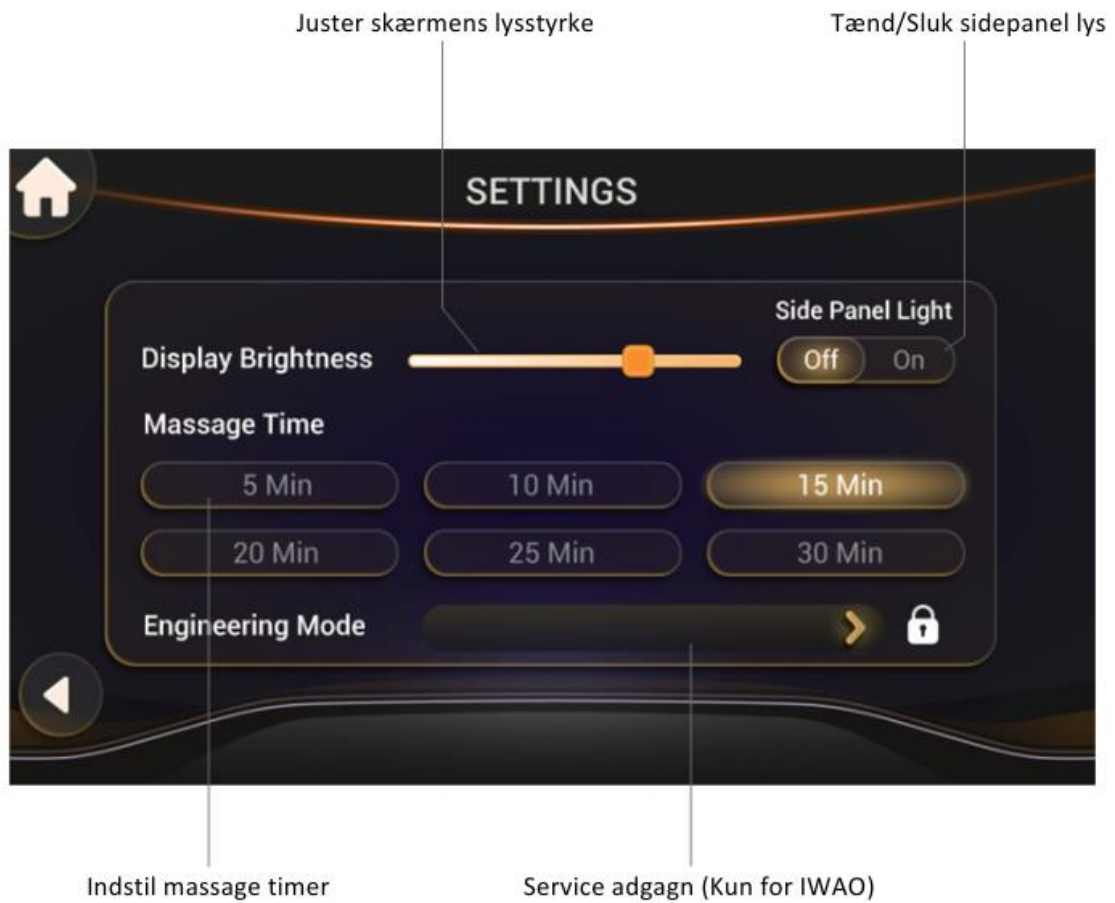 Juster skærmens lysstyrke
Tænd/Sluk sidepanel lys
SETTINGS
Side Panel Light
Display Brightness
Off On
Massage Time
5 Min 10 Min 15 Min
20 Min 25 Min 30 Min
Engineering Mode
Indstil massage timer
Service adgagn (Kun for IWAO)